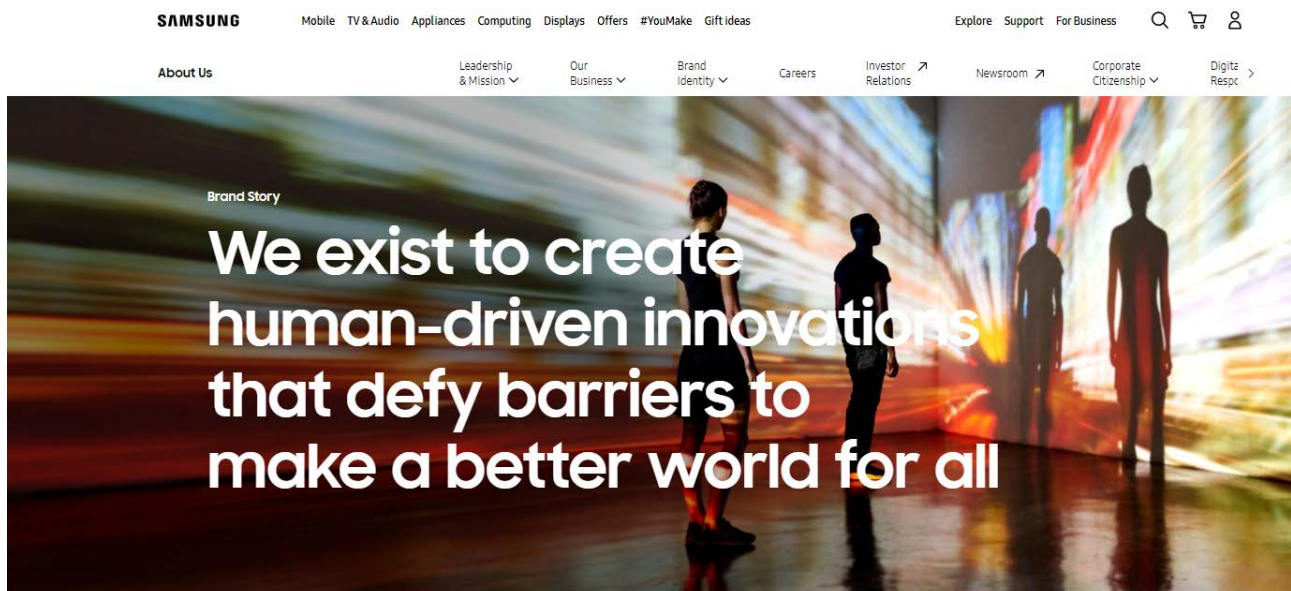 SAMSUNG Mobile TV & Audio Appliances Computing Displays Offers #YouMake Gift ideas Explore Support For Business
About Us
Leadership
& Mission
Our
Business
Brand
Identity
Careers
Investor
Relations
Newsroom
Corporate
Citizenship
Brand Story
We exist to create
human-driven innovations
that defy barriers to
make a better world for all